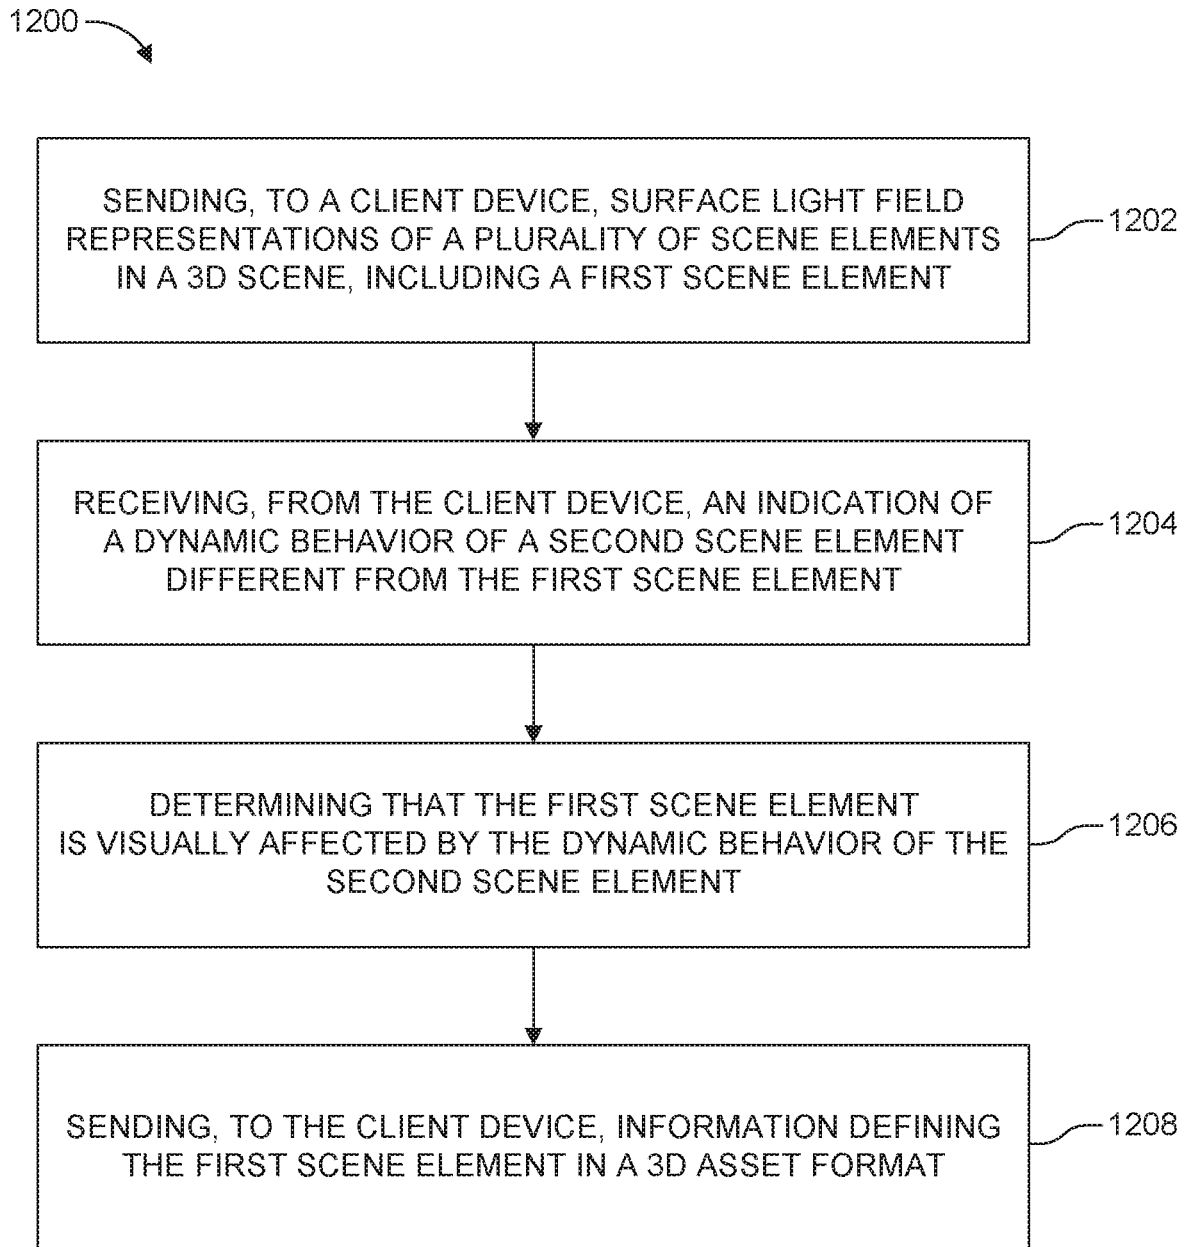 1200
SENDING, TO A CLIENT DEVICE, SURFACE LIGHT FIELD
REPRESENTATIONS OF A PLURALITY OF SCENE ELEMENTS
IN A 3D SCENE, INCLUDING A FIRST SCENE ELEMENT
1202
RECEIVING, FROM THE CLIENT DEVICE, AN INDICATION OF
A DYNAMIC BEHAVIOR OF A SECOND SCENE ELEMENT
DIFFERENT FROM THE FIRST SCENE ELEMENT
1204
DETERMINING THAT THE FIRST SCENE ELEMENT
IS VISUALLY AFFECTED BY THE DYNAMIC BEHAVIOR OF THE
SECOND SCENE ELEMENT
1206
SENDING, TO THE CLIENT DEVICE, INFORMATION DEFINING
THE FIRST SCENE ELEMENT IN A 3D ASSET FORMAT
1208